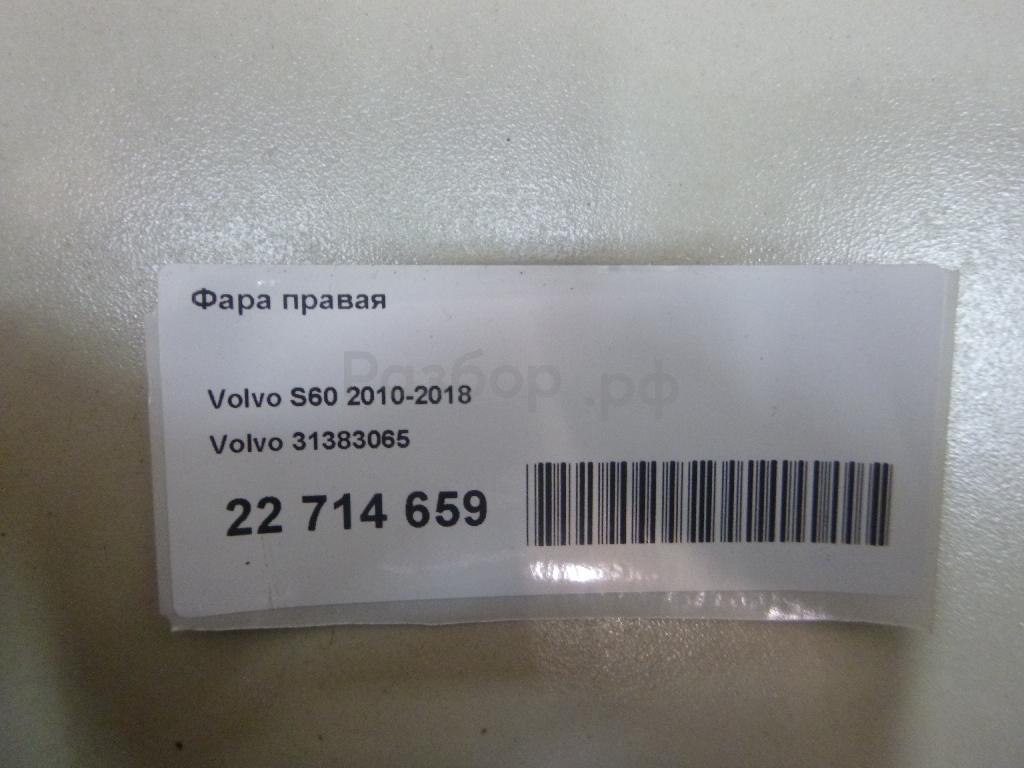 Фара правая
Разбор.рф
Volvo S60 2010-2018
Volvo 31383065
22 714 659